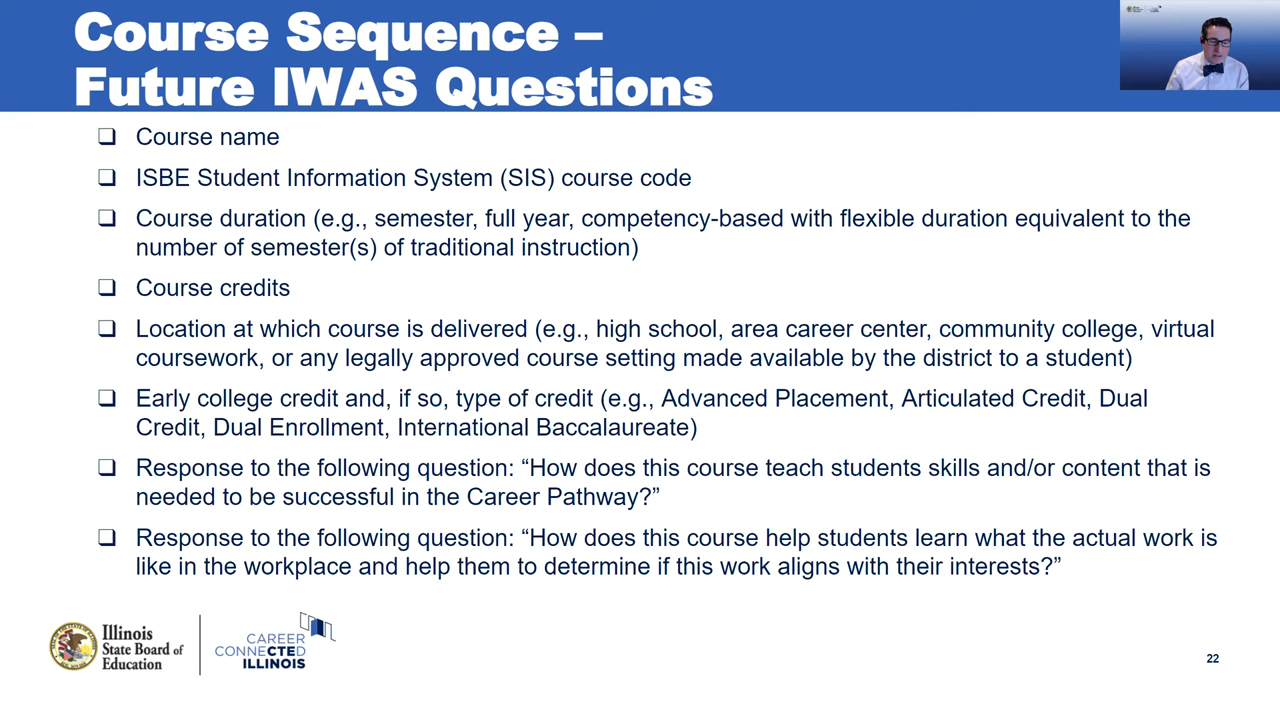 Course Sequence –
Future IWAS Questions
❑ Course name
❑ ISBE Student Information System (SIS) course code
❑ Course duration (e.g., semester, full year, competency-based with flexible duration equivalent to the
number of semester(s) of traditional instruction)
❑ Course credits
❑ Location at which course is delivered (e.g., high school, area career center, community college, virtual
coursework, or any legally approved course setting made available by the district to a student)
❑ Early college credit and, if so, type of credit (e.g., Advanced Placement, Articulated Credit, Dual
Credit, Dual Enrollment, International Baccalaureate)
❑ Response to the following question: “How does this course teach students skills and/or content that is
needed to be successful in the Career Pathway?”
❑ Response to the following question: “How does this course help students learn what the actual work is
like in the workplace and help them to determine if this work aligns with their interests?”
Illinois
State Board of
Education
CAREER
CONNECTED
ILLINOIS
22